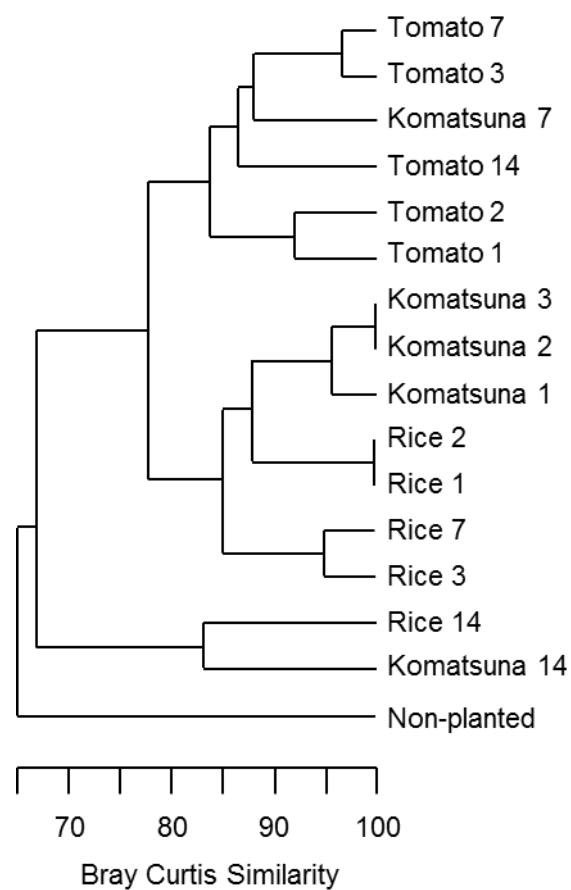 Tomato 7
Tomato 3
Komatsuna 7
Tomato 14
Tomato 2
Tomato 1
Komatsuna 3
Komatsuna 2
Komatsuna 1
Rice 2
Rice 1
Rice 7
Rice 3
Rice 14
Komatsuna 14
Non-planted
70 80 90 100
Bray Curtis Similarity